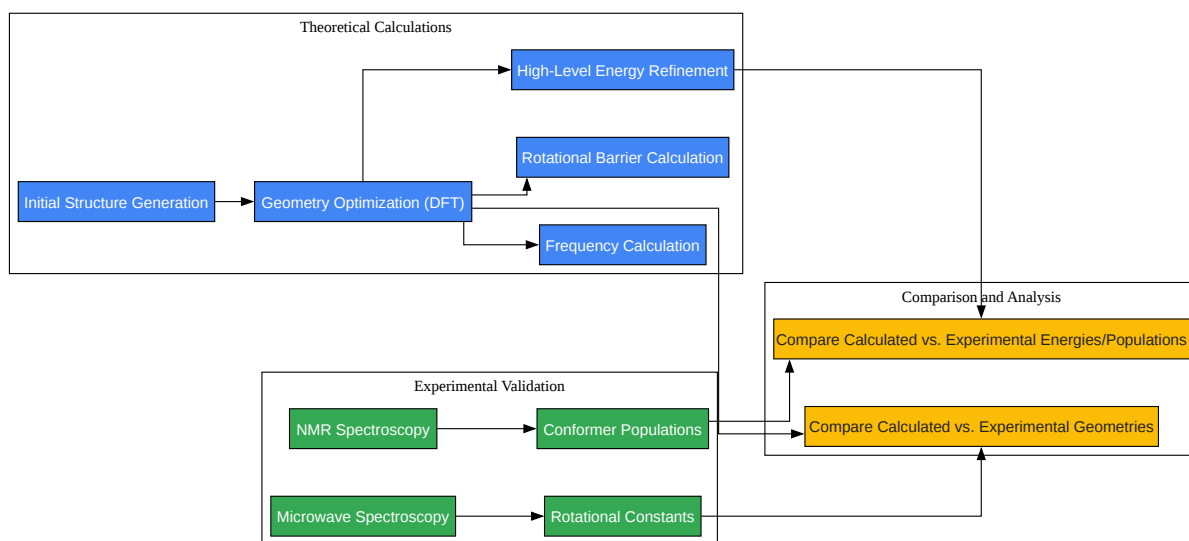 Theoretical Calculations
High-Level Energy Refinement
Rotational Barrier Calculation
Initial Structure Generation
Geometry Optimization (DFT)
Frequency Calculation
Comparison and Analysis
Compare Calculated vs. Experimental Energies/Populations
Compare Calculated vs. Experimental Geometries
Experimental Validation
NMR Spectroscopy
Conformer Populations
Microwave Spectroscopy
Rotational Constants